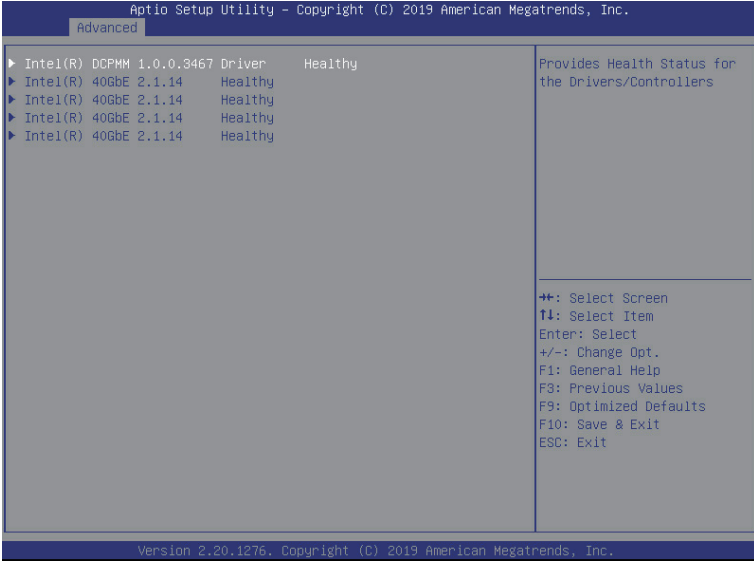 Aptio Setup Utility – Copyright (C) 2019 American Megatrends, Inc.
Advanced
Intel(R) DCPMM 1.0.0.3467 Driver Healthy
Intel(R) 40GbE 2.1.14 Healthy
Intel(R) 40GbE 2.1.14 Healthy
Intel(R) 40GbE 2.1.14 Healthy
Intel(R) 40GbE 2.1.14 Healthy
Provides Health Status for
the Drivers/Controllers
→←: Select Screen
↑↓: Select Item
Enter: Select
+/-: Change Opt.
F1: General Help
F3: Previous Values
F9: Optimized Defaults
F10: Save & Exit
ESC: Exit
Version 2.20.1276. Copyright (C) 2019 American Megatrends, Inc.